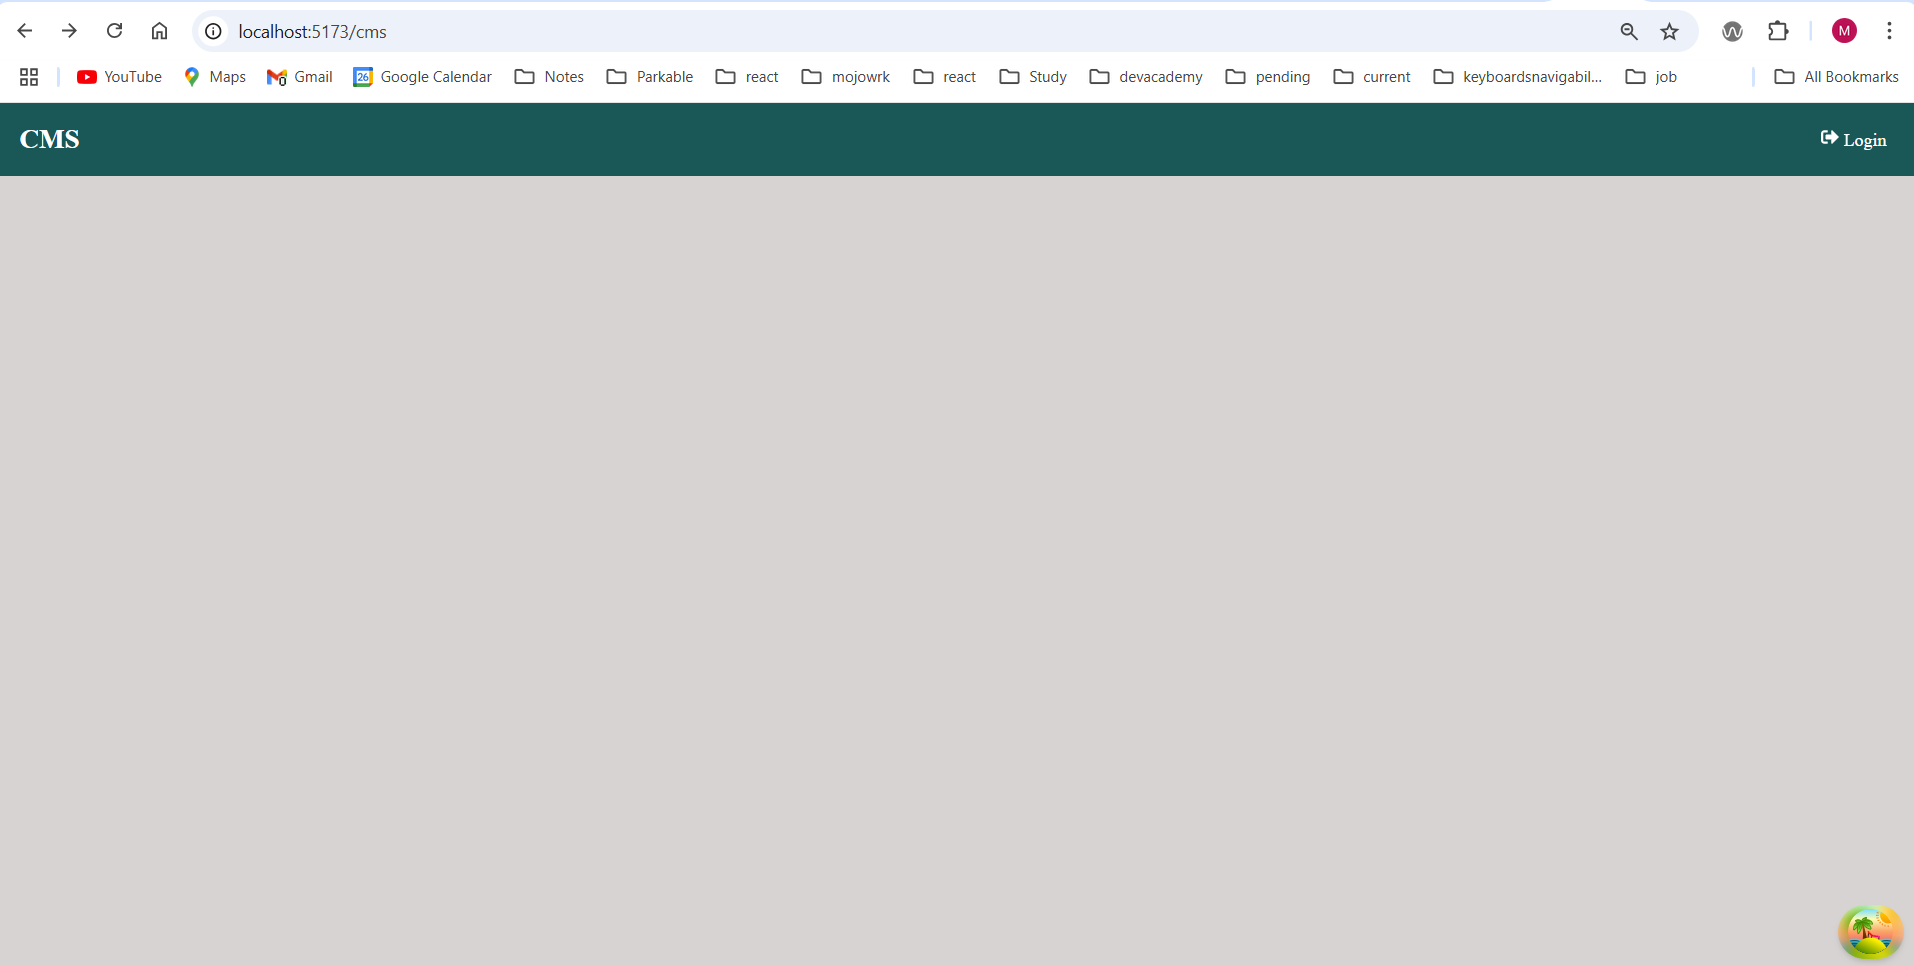 localhost:5173/cms
M
YouTube Maps Gmail 26 Google Calendar Notes Parkable react mojowrk react Study devacademy pending current keyboardsnavigabil... job All Bookmarks
CMS Login